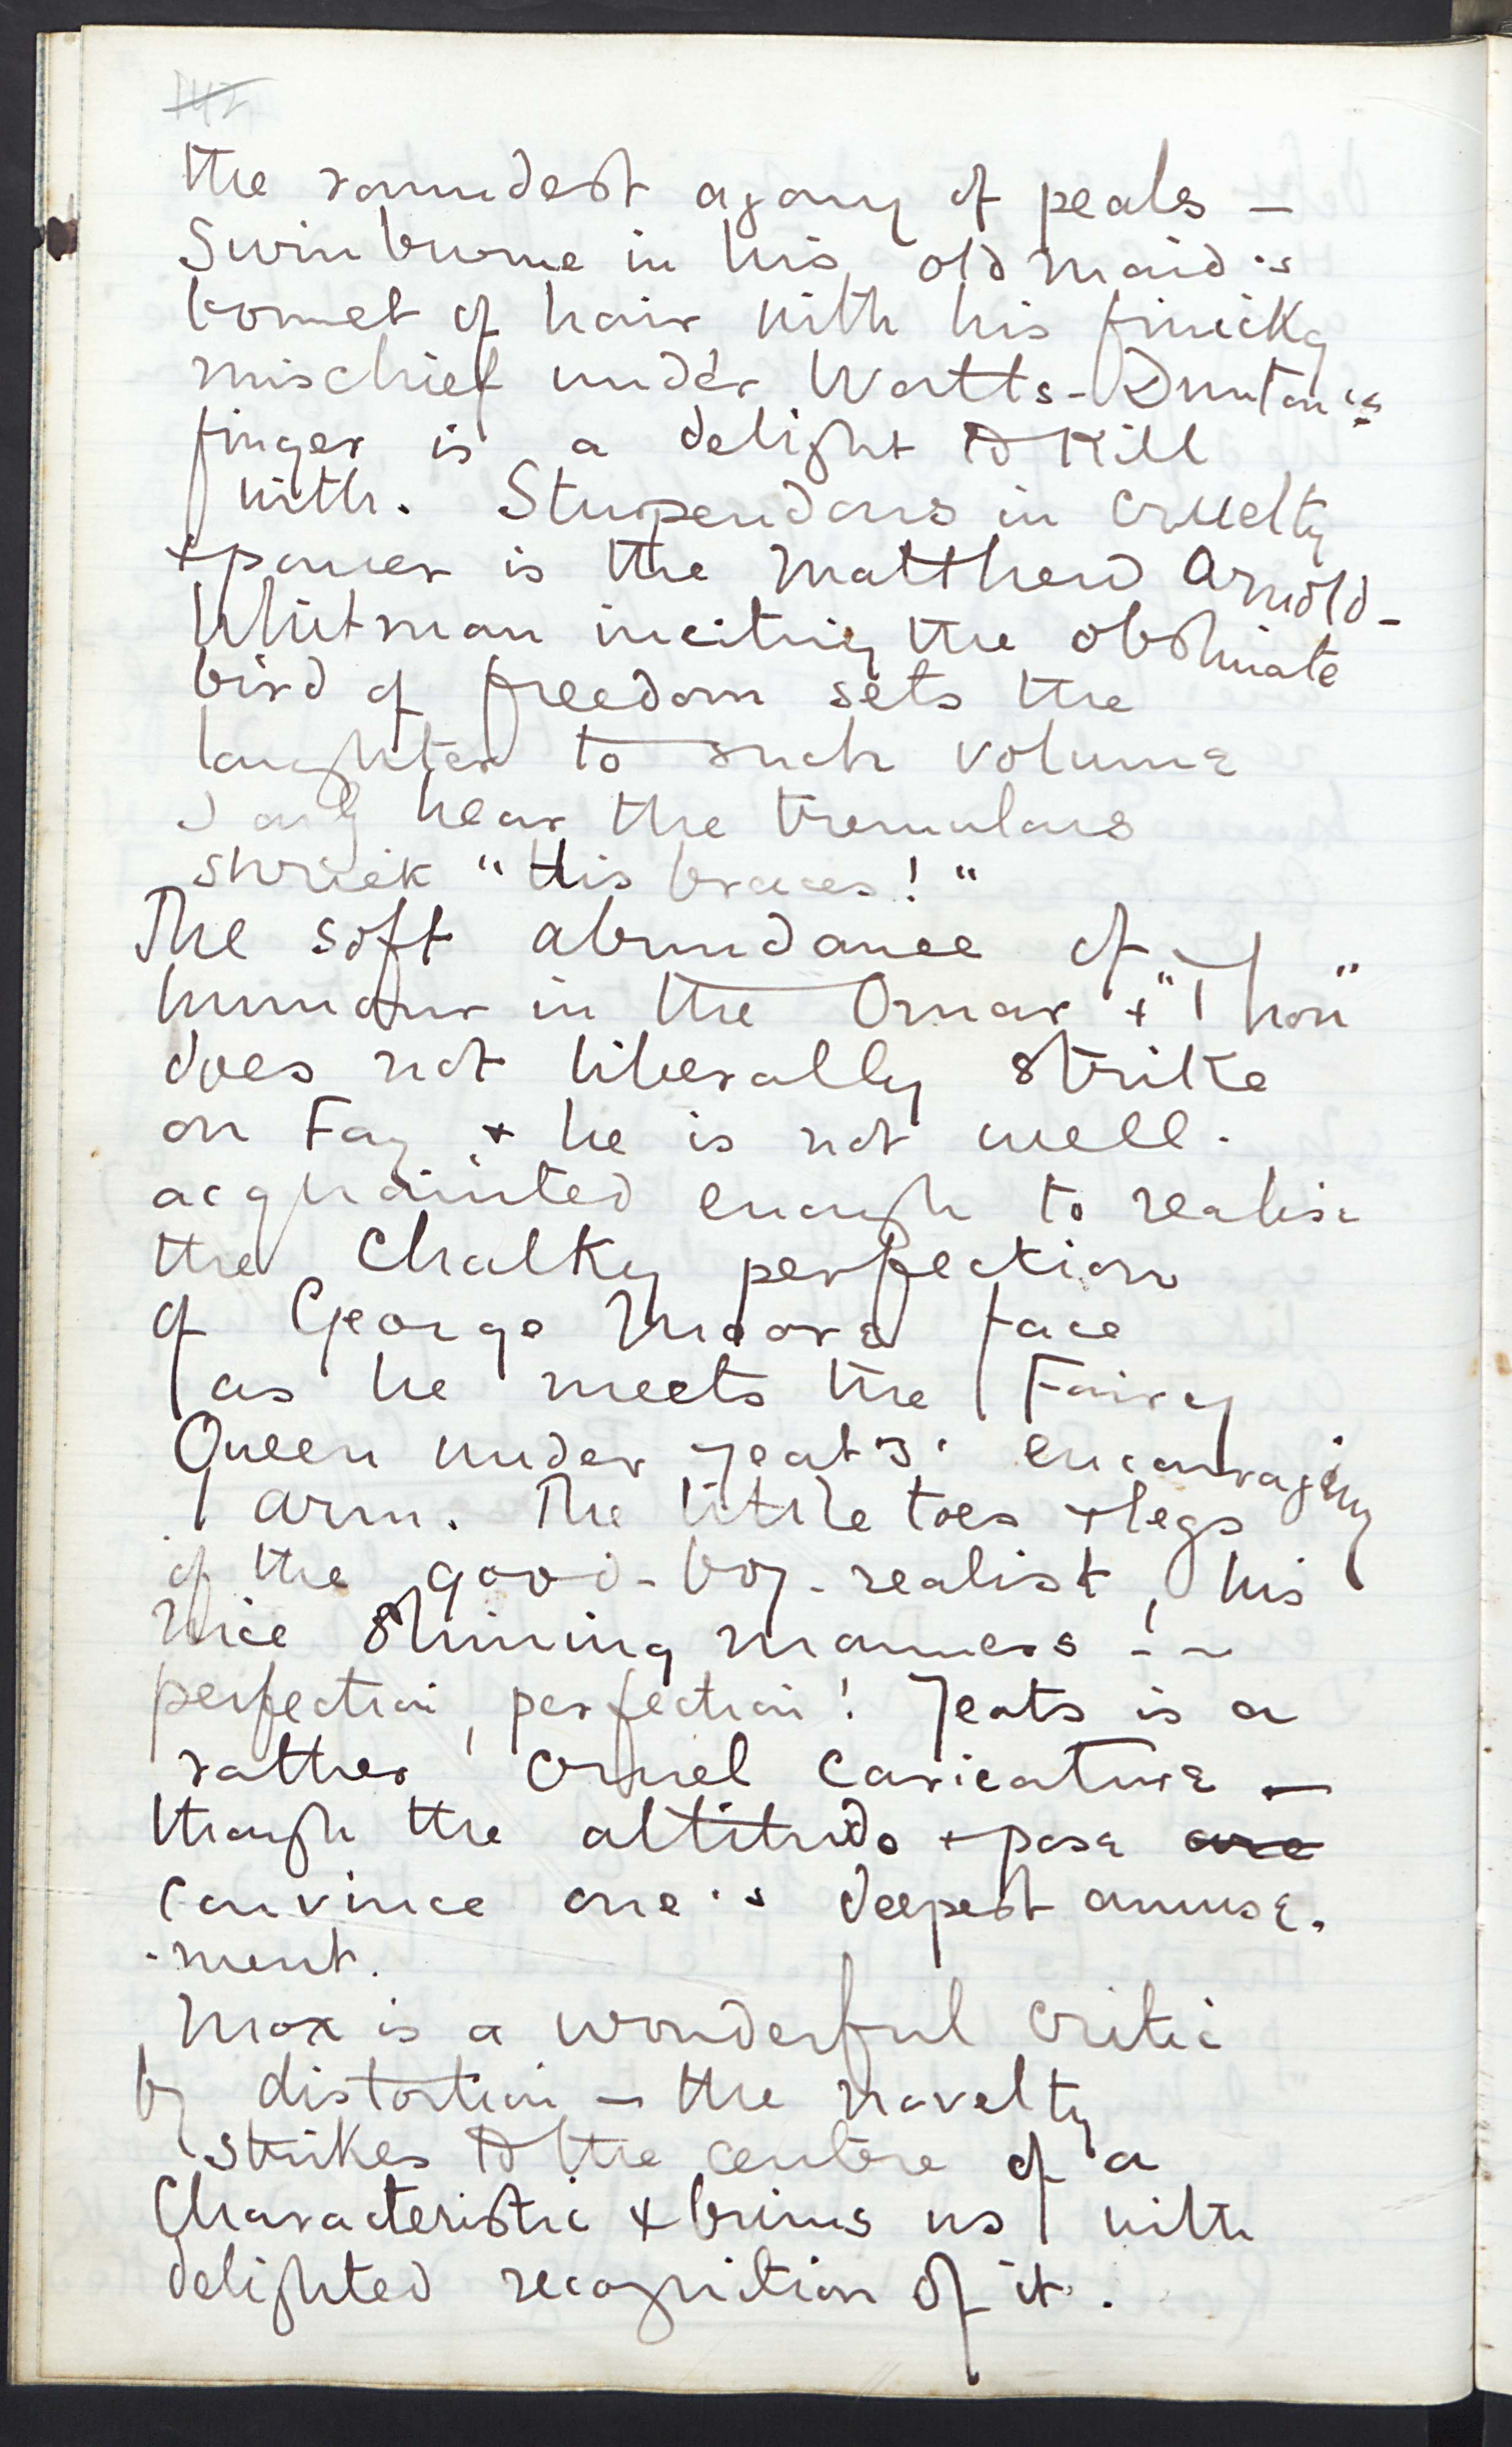 the roundest agony of peals —
Swinburne in his old maid's
bonnet of hair with his finicky
mischief under Watts-Dunton's
finger is a delight to kill
with. Stupendous in cruelty
+ power is the Matthew Arnold-
Whitman inciting the obstinate
bird of freedom sets the
laughter to such volume
I only hear the tremulous
shriek "His braces!"
The soft abundance of
humour in the Omar + "Thou"
does not liberally strike
on Fay + he is not well-
acquainted enough to realise
the chalky perfection
of George Moore's face
as he meets the Fairy
Queen under Yeats' encouraging
arm. The little toes + legs
of the good-boy-realist, his
nice shining manners --
perfection, perfection! Yeats is a
rather cruel caricature —
though the altitude + pose are
convince one's deepest amuse-
-ment.
Max is a wonderful critic
by distortion — the novelty
strikes to the centre of a
characteristic + brims us with
delighted recognition of it.